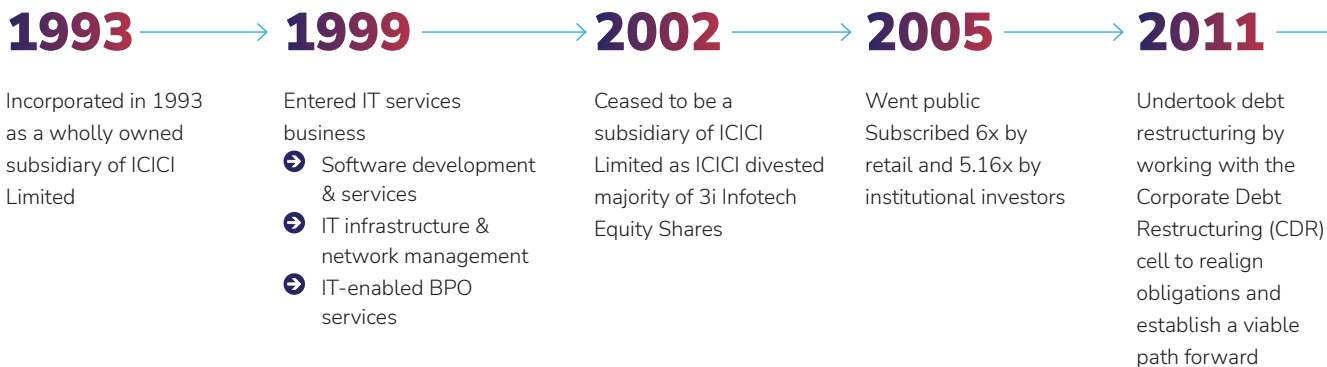 1993
Incorporated in 1993
as a wholly owned
subsidiary of ICICI
Limited
1999
Entered IT services
business
Software development
& services
IT infrastructure &
network management
IT-enabled BPO
services
2002
Ceased to be a
subsidiary of ICICI
Limited as ICICI divested
majority of 3i Infotech
Equity Shares
2005
Went public
Subscribed 6x by
retail and 5.16x by
institutional investors
2011
Undertook debt
restructuring by
working with the
Corporate Debt
Restructuring (CDR)
cell to realign
obligations and
establish a viable
path forward